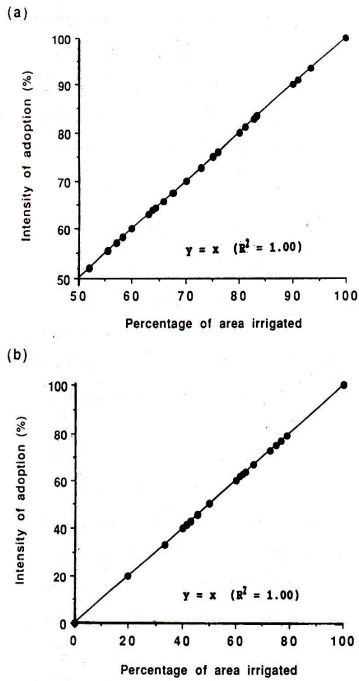 (a)
100
90
80
70
60
50
Intensity of adoption (%)
y = x (R² = 1.00)
50 60 70 80 90 100
Percentage of area irrigated
(b)
100
80
60
40
20
0
Intensity of adoption (%)
y = x (R² = 1.00)
0 20 40 60 80 100
Percentage of area irrigated